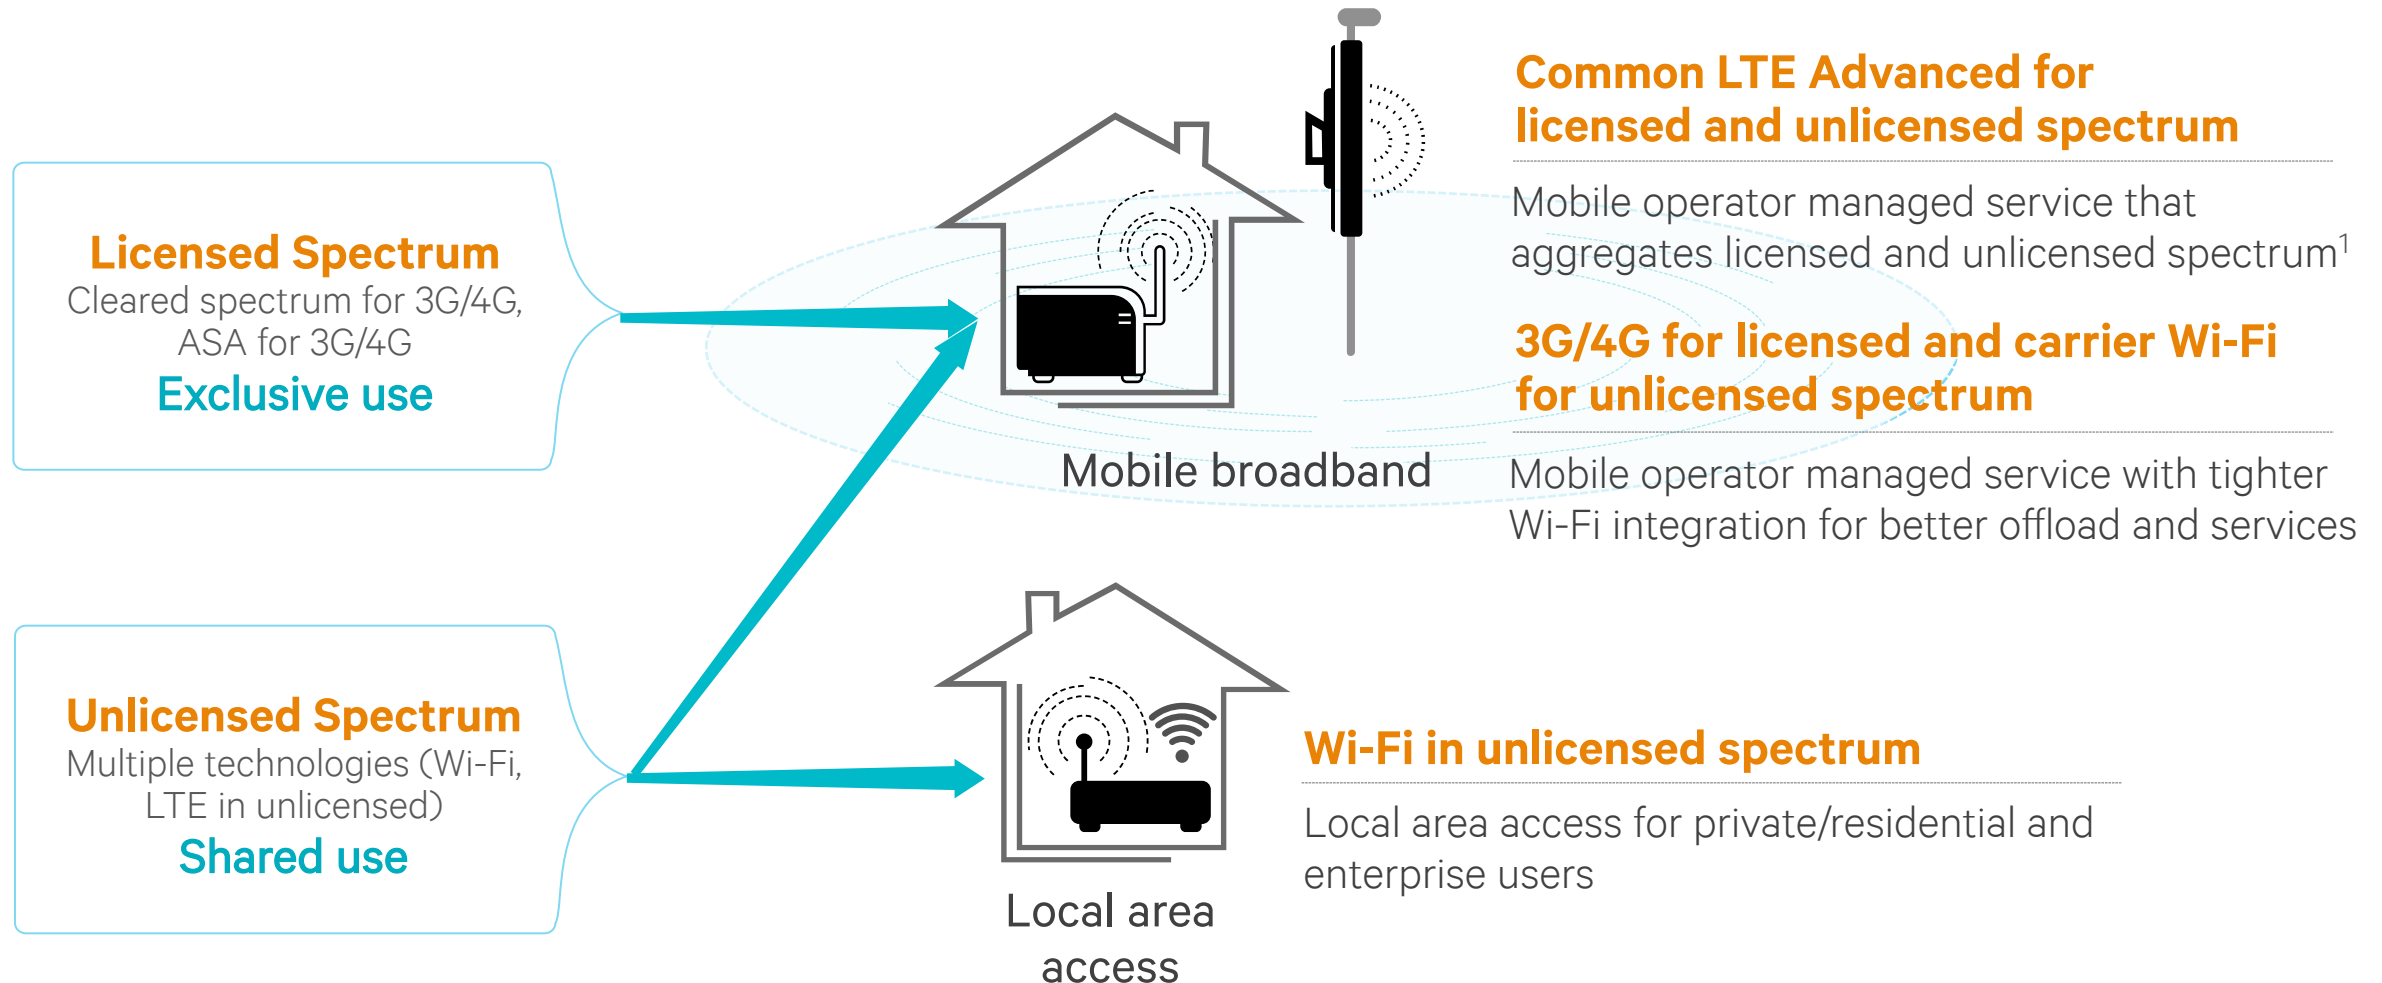 Licensed Spectrum
Cleared spectrum for 3G/4G,
ASA for 3G/4G
Exclusive use
Unlicensed Spectrum
Multiple technologies (Wi-Fi,
LTE in unlicensed)
Shared use
Mobile broadband
Local area
access
Common LTE Advanced for
licensed and unlicensed spectrum
Mobile operator managed service that
aggregates licensed and unlicensed spectrum¹
3G/4G for licensed and carrier Wi-Fi
for unlicensed spectrum
Mobile operator managed service with tighter
Wi-Fi integration for better offload and services
Wi-Fi in unlicensed spectrum
Local area access for private/residential and
enterprise users